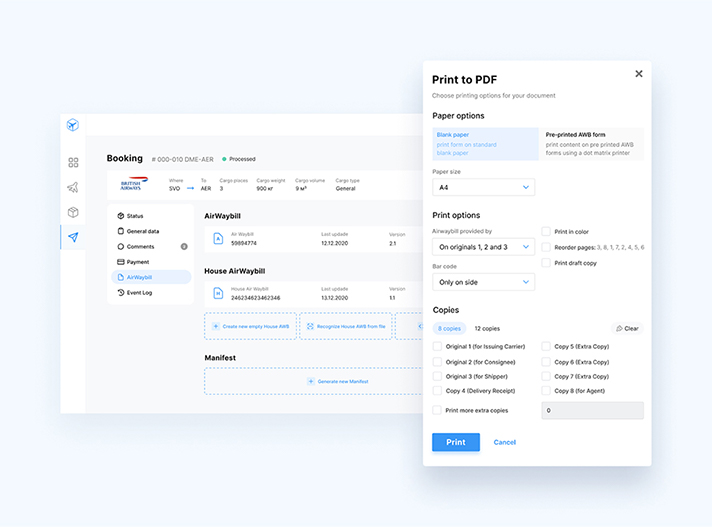 Booking # 000-010 DME-AER Processed
BRITISH AIRWAYS
Where To Cargo pieces Cargo weight Cargo volume Cargo type
SVO AER 3 900 кг 9 м³ General
Status
General data
Comments
Payment
AirWaybill
Event Log
AirWaybill
A
Air Waybill Last updade Version
59894774 12.12.2020 2.1
House AirWaybill
H
House AirWaybill Last updade Version
246234623462346 13.12.2020 1.1
Create new empty House AWB
Recognize House AWB from file
Manifest
Generate new Manifest
Print to PDF
Choose printing options for your document
Paper options
Blank paper
print form on standard
blank paper
Pre-printed AWB form
print content on pre printed AWB
forms using a dot matrix printer
Paper size
A4
Print options
Airwaybill provided by
On originals 1, 2 and 3
Bar code
Only on side
Print in color
Reorder pages: 3, 8, 1, 7, 2, 4, 5, 6
Print draft copy
Copies
8 copies 12 copies Clear
Original 1 (for Issuing Carrier)
Original 2 (for Consignee)
Original 3 (for Shipper)
Copy 4 (Delivery Receipt)
Copy 5 (Extra Copy)
Copy 6 (Extra Copy)
Copy 7 (Extra Copy)
Copy 8 (for Agent)
Print more extra copies 0
Print Cancel